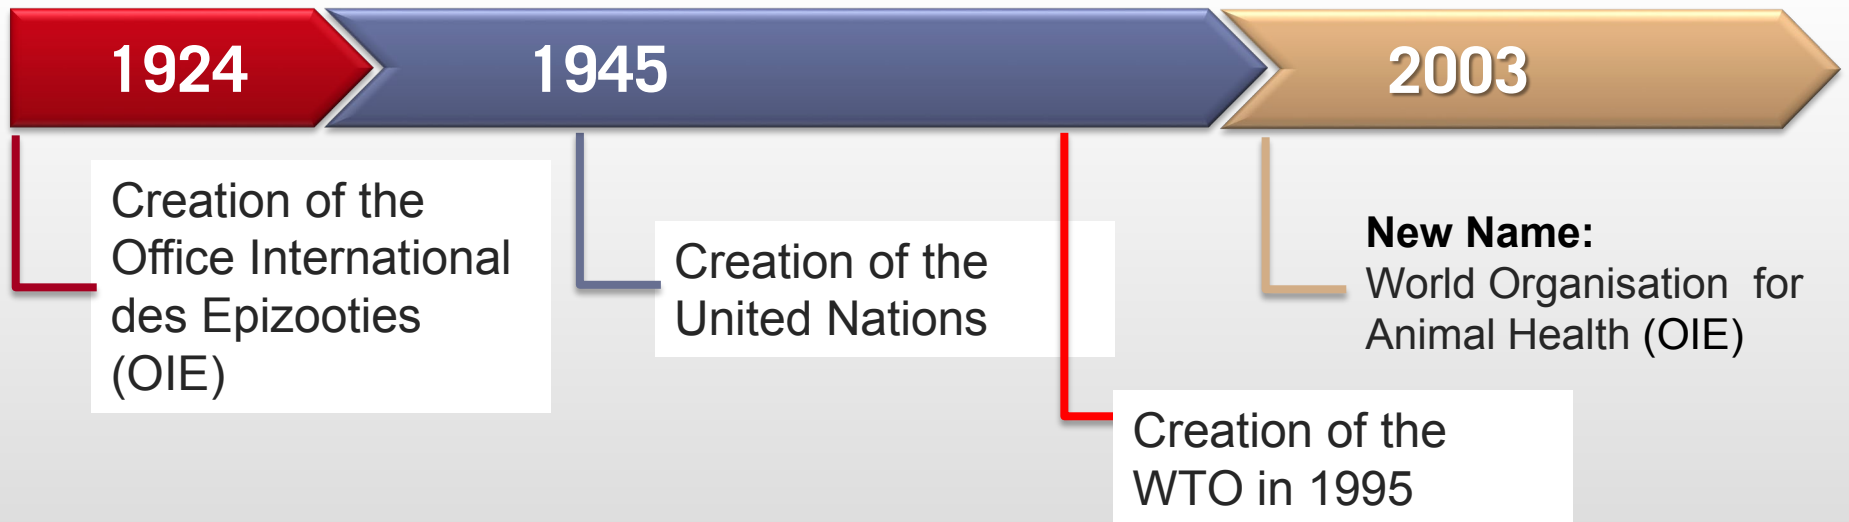 1924
1945
2003
Creation of the
Office International
des Epizooties
(OIE)
Creation of the
United Nations
New Name:
World Organisation for
Animal Health (OIE)
Creation of the
WTO in 1995